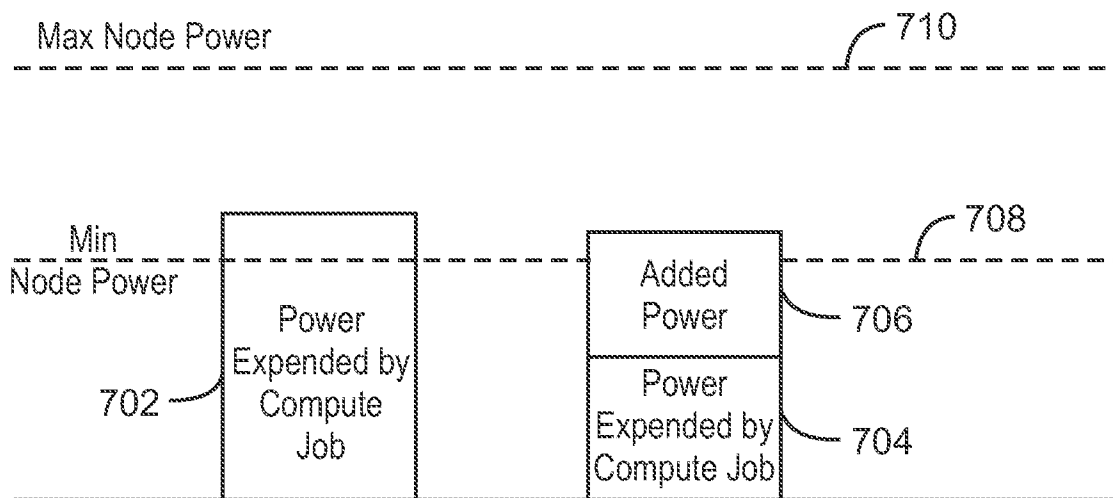 Max Node Power
710
Min
Node Power
708
Power
Expended by
Compute
Job
702
Added
Power
706
Power
Expended by
Compute Job
704